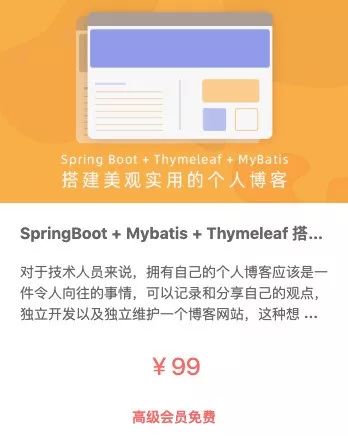 Spring Boot + Thymeleaf + MyBatis
搭建美观实用的个人博客
SpringBoot + Mybatis + Thymeleaf 搭...
对于技术人员来说，拥有自己的个人博客应该是一
件令人向往的事情，可以记录和分享自己的观点，
独立开发以及独立维护一个博客网站，这种想 ...
￥99
高级会员免费